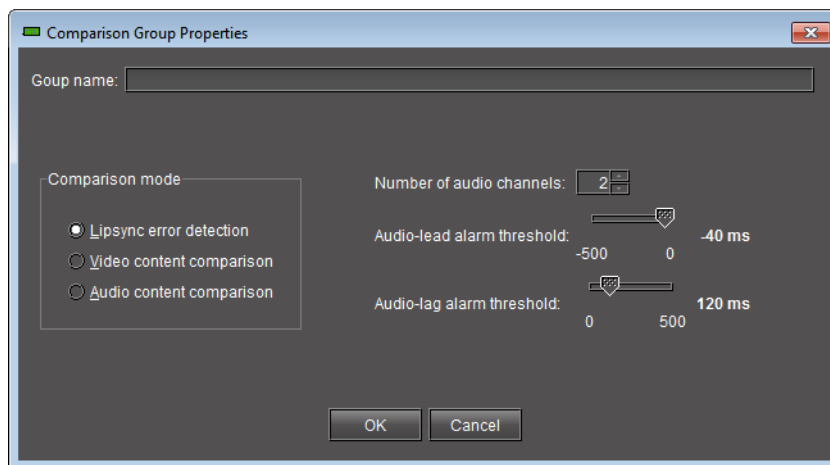 Comparison Group Properties
Goup name:
Comparison mode
Lipsync error detection
Video content comparison
Audio content comparison
Number of audio channels: 2
Audio-lead alarm threshold: -40 ms
-500 0
Audio-lag alarm threshold: 120 ms
0 500
OK Cancel